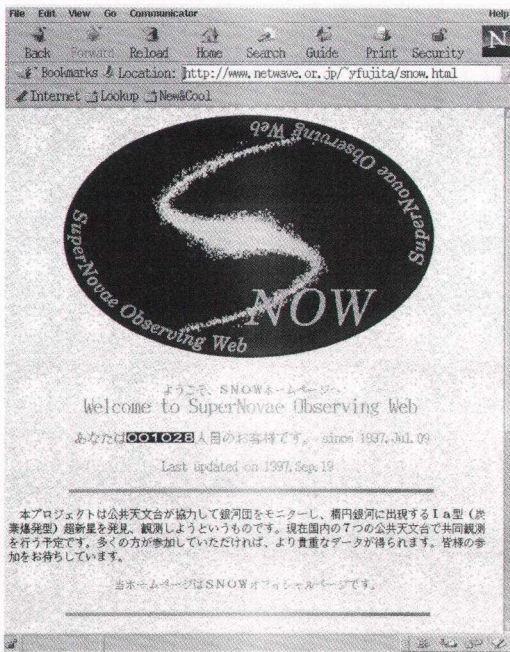 File Edit View Go Communicator Help
Back Forward Reload Home Search Guide Print Security N
Bookmarks Location: http://www.netwave.or.jp/~yfujita/snow.html
Internet Lookup New&Cool
SuperNovae Observing Web
SuperNovae Observing Web
SNOW
ようこそ、SNOWホームページへ
Welcome to SuperNovae Observing Web
あなたは001028人目のお客様です。 since 1997.Jul.09
Last updated on 1997.Sep.19
本プロジェクトは公共天文台が協力して銀河団をモニターし、楕円銀河に出現するIa型(炭
素爆発型)超新星を発見、観測しようというものです。現在国内の7つの公共天文台で共同観測
を行う予定です。多くの方が参加していただければ、より貴重なデータが得られます。皆様の参
加をお待ちしています。
当ホームページはSNOWオフィシャルページです。